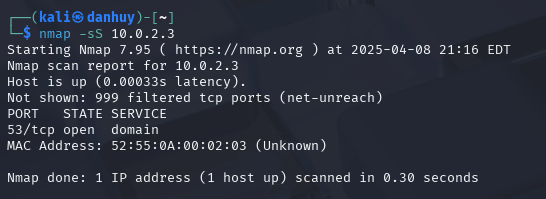 ┌──(kali㉿danhuy)-[~]
└─$ nmap -sS 10.0.2.3
Starting Nmap 7.95 ( https://nmap.org ) at 2025-04-08 21:16 EDT
Nmap scan report for 10.0.2.3
Host is up (0.00033s latency).
Not shown: 999 filtered tcp ports (net-unreach)
PORT   STATE SERVICE
53/tcp open  domain
MAC Address: 52:55:0A:00:02:03 (Unknown)
Nmap done: 1 IP address (1 host up) scanned in 0.30 seconds